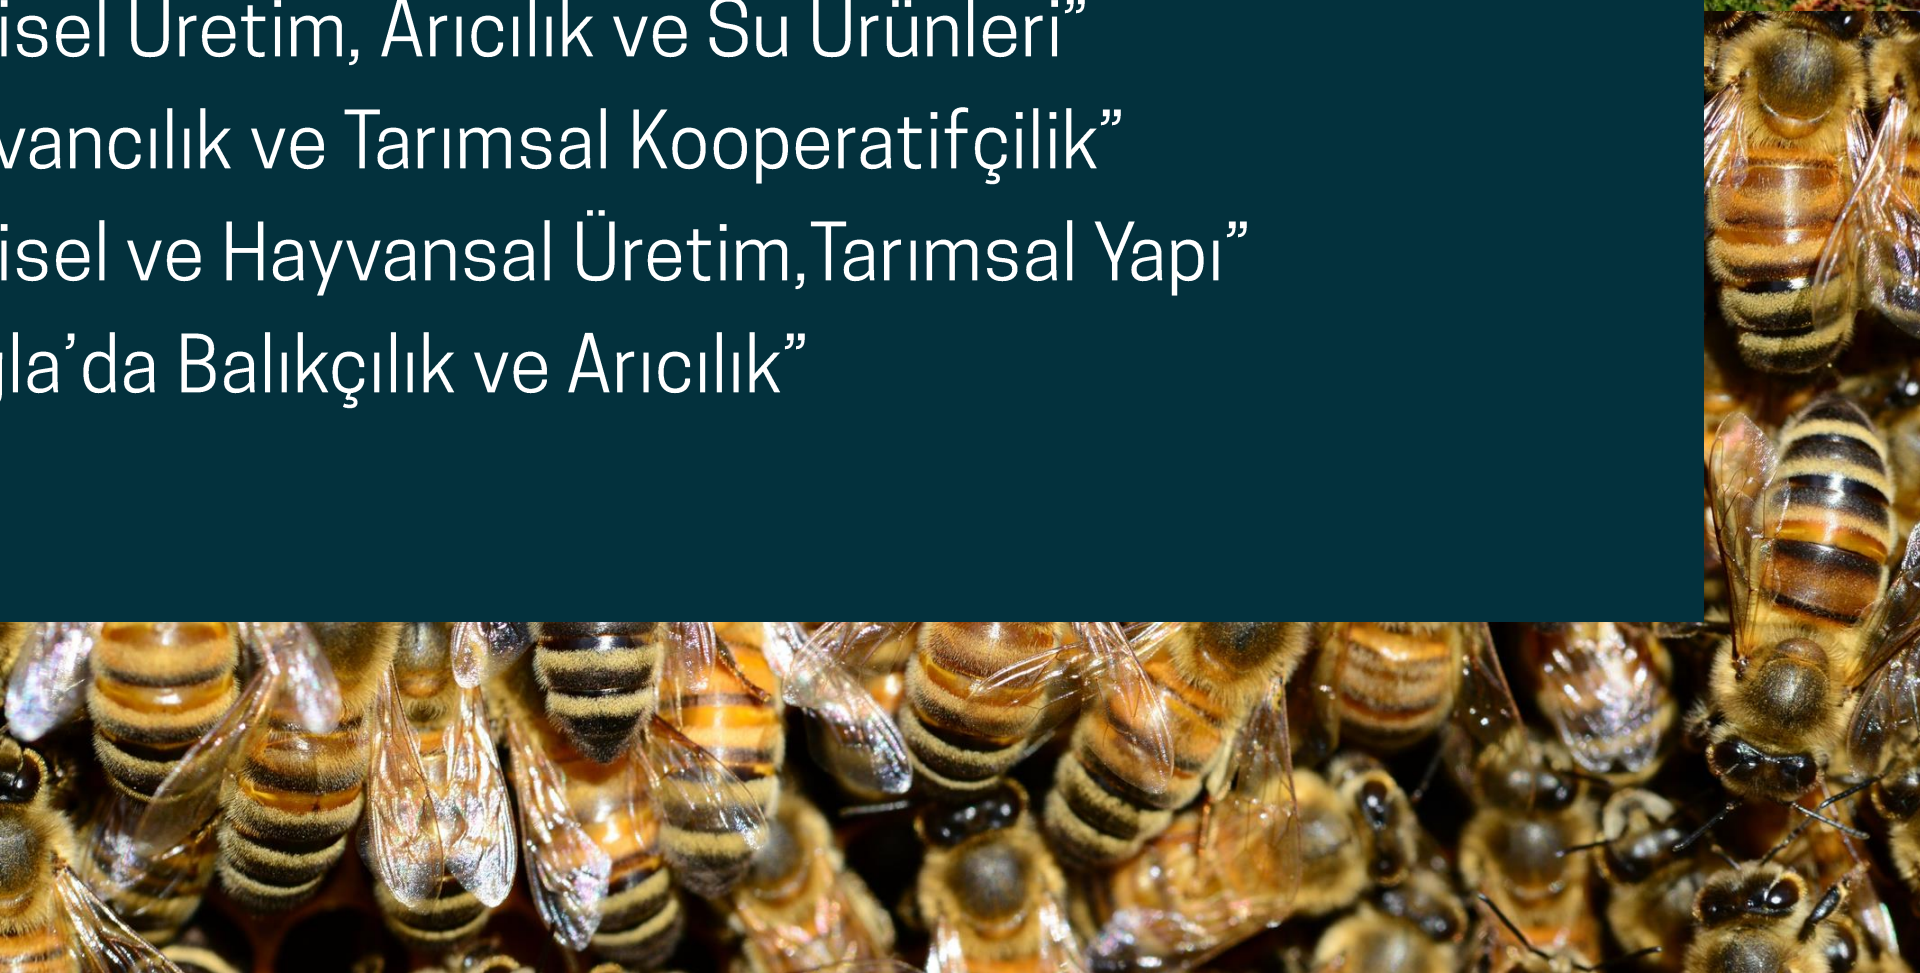 isel Üretim, Arıcılık ve Su Ürünleri”
vancılık ve Tarımsal Kooperatifçilik”
isel ve Hayvansal Üretim,Tarımsal Yapı”
ğla’da Balıkçılık ve Arıcılık”